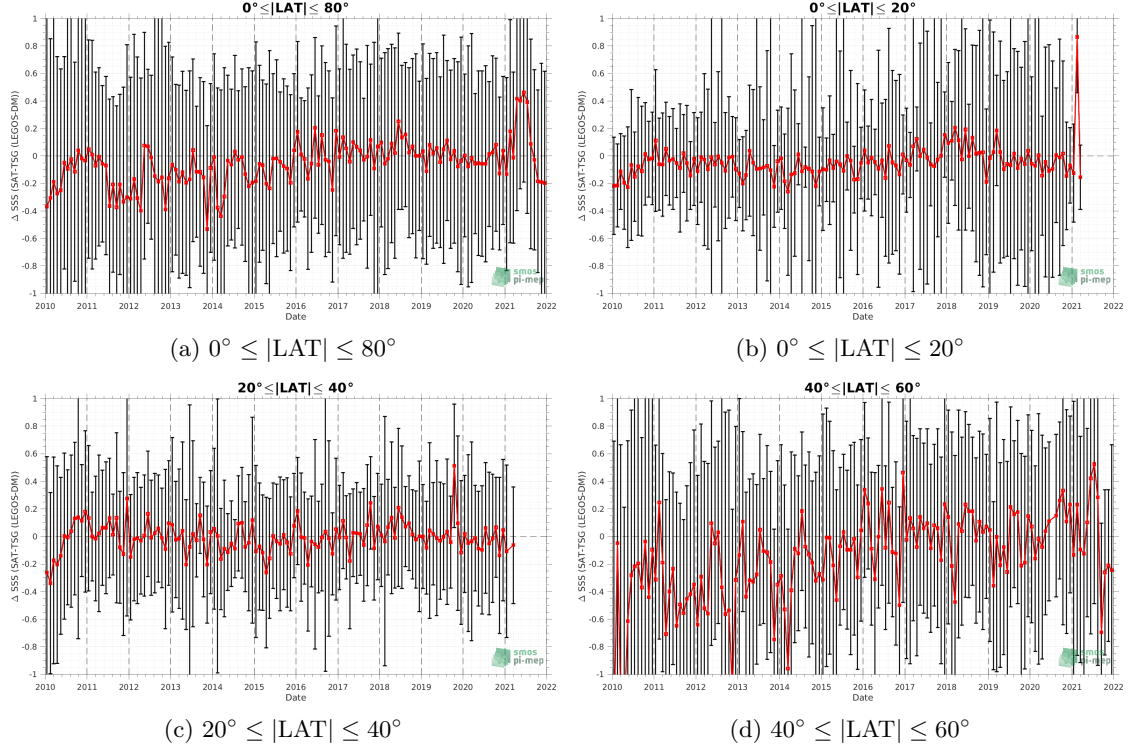 0°≤|LAT|≤ 80°
Δ SSS (SAT-TSG (LEGOS-DM))
1
0.8
0.6
0.4
0.2
0
-0.2
-0.4
-0.6
-0.8
-1
2010 2011 2012 2013 2014 2015 2016 2017 2018 2019 2020 2021 2022
Date
smos
pi-mep
(a) 0° ≤ |LAT| ≤ 80°
0°≤|LAT|≤ 20°
Δ SSS (SAT-TSG (LEGOS-DM))
1
0.8
0.6
0.4
0.2
0
-0.2
-0.4
-0.6
-0.8
-1
2010 2011 2012 2013 2014 2015 2016 2017 2018 2019 2020 2021 2022
Date
smos
pi-mep
(b) 0° ≤ |LAT| ≤ 20°
20°≤|LAT|≤ 40°
Δ SSS (SAT-TSG (LEGOS-DM))
1
0.8
0.6
0.4
0.2
0
-0.2
-0.4
-0.6
-0.8
-1
2010 2011 2012 2013 2014 2015 2016 2017 2018 2019 2020 2021 2022
Date
smos
pi-mep
(c) 20° ≤ |LAT| ≤ 40°
40°≤|LAT|≤ 60°
Δ SSS (SAT-TSG (LEGOS-DM))
1
0.8
0.6
0.4
0.2
0
-0.2
-0.4
-0.6
-0.8
-1
2010 2011 2012 2013 2014 2015 2016 2017 2018 2019 2020 2021 2022
Date
smos
pi-mep
(d) 40° ≤ |LAT| ≤ 60°